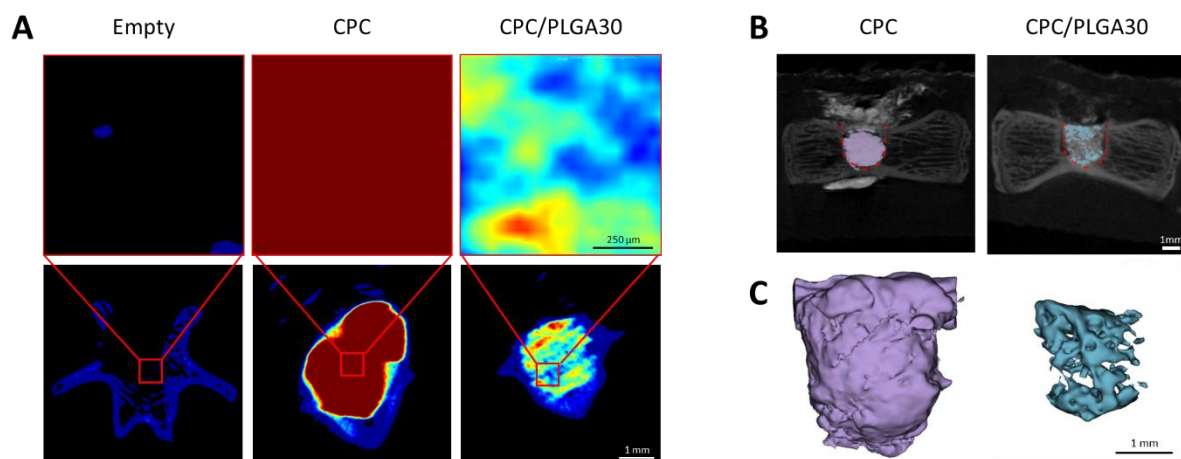 A
Empty
CPC
CPC/PLGA30
250 µm
1 mm
B
CPC
CPC/PLGA30
1mm
C
1 mm